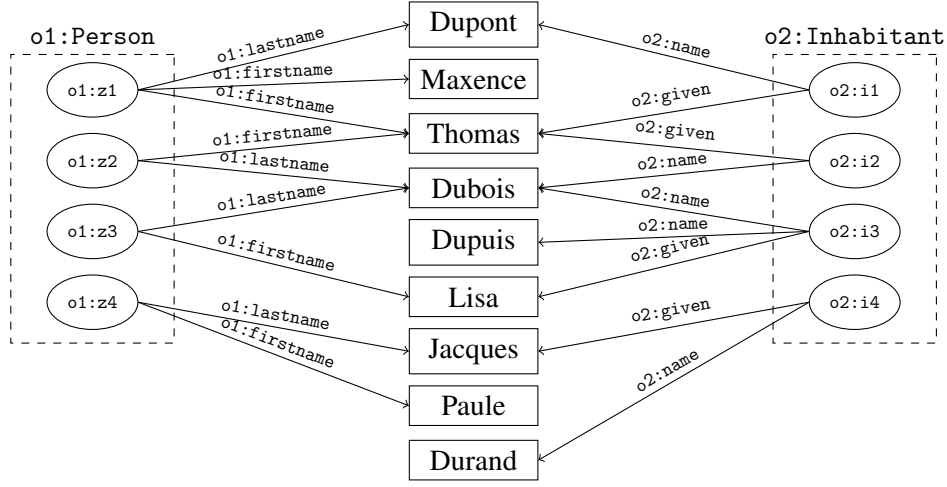 o1:Person
o2:Inhabitant
Dupont
Maxence
Thomas
Dubois
Dupuis
Lisa
Jacques
Paule
Durand
o1:z1
o1:z2
o1:z3
o1:z4
o2:i1
o2:i2
o2:i3
o2:i4
o1:lastname
o1:firstname
o1:firstname
o1:firstname
o1:lastname
o1:lastname
o1:firstname
o1:lastname
o1:firstname
o2:name
o2:given
o2:given
o2:name
o2:name
o2:name
o2:given
o2:given
o2:name